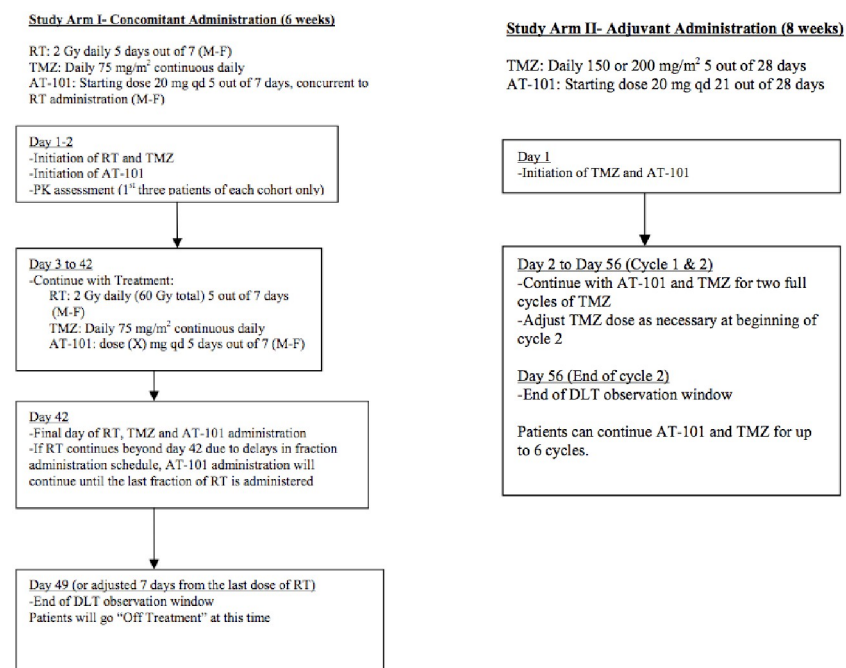 Study Arm I- Concomitant Administration (6 weeks)
RT: 2 Gy daily 5 days out of 7 (M-F)
TMZ: Daily 75 mg/m² continuous daily
AT-101: Starting dose 20 mg qd 5 out of 7 days, concurrent to
RT administration (M-F)
Day 1-2
-Initiation of RT and TMZ
-Initiation of AT-101
-PK assessment (1st three patients of each cohort only)
Day 3 to 42
-Continue with Treatment:
RT: 2 Gy daily (60 Gy total) 5 out of 7 days
(M-F)
TMZ: Daily 75 mg/m² continuous daily
AT-101: dose (X) mg qd 5 days out of 7 (M-F)
Day 42
-Final day of RT, TMZ and AT-101 administration
-If RT continues beyond day 42 due to delays in fraction
administration schedule, AT-101 administration will
continue until the last fraction of RT is administered
Day 49 (or adjusted 7 days from the last dose of RT)
-End of DLT observation window
Patients will go “Off Treatment” at this time
Study Arm II- Adjuvant Administration (8 weeks)
TMZ: Daily 150 or 200 mg/m² 5 out of 28 days
AT-101: Starting dose 20 mg qd 21 out of 28 days
Day 1
-Initiation of TMZ and AT-101
Day 2 to Day 56 (Cycle 1 & 2)
-Continue with AT-101 and TMZ for two full
cycles of TMZ
-Adjust TMZ dose as necessary at beginning of
cycle 2
Day 56 (End of cycle 2)
-End of DLT observation window
Patients can continue AT-101 and TMZ for up
to 6 cycles.